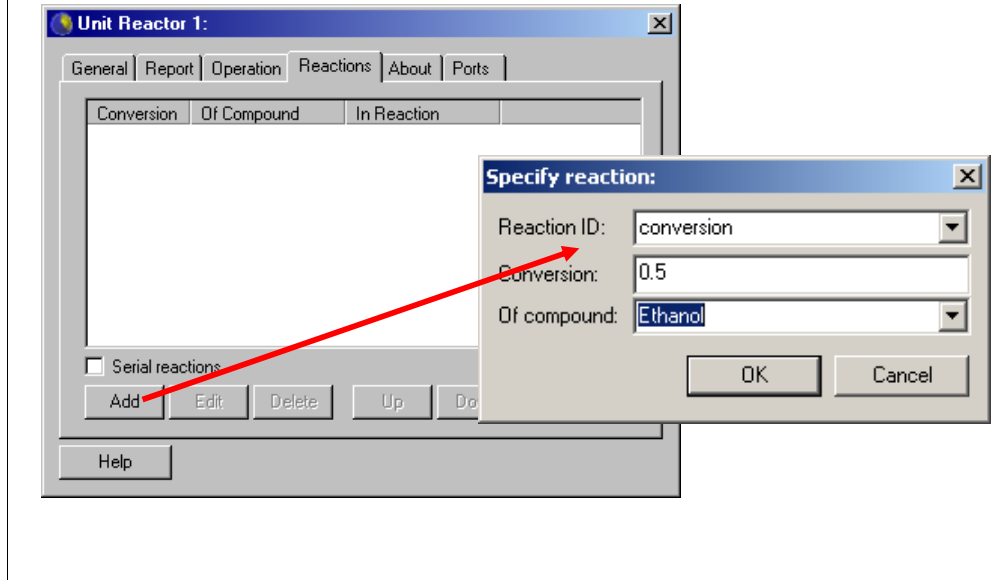 Unit Reactor 1:
General Report Operation Reactions About Ports
Conversion Of Compound In Reaction
Specify reaction:
Reaction ID: conversion
Conversion: 0.5
Of compound: Ethanol
OK Cancel
Serial reactions
Add Edit Delete Up Do
Help